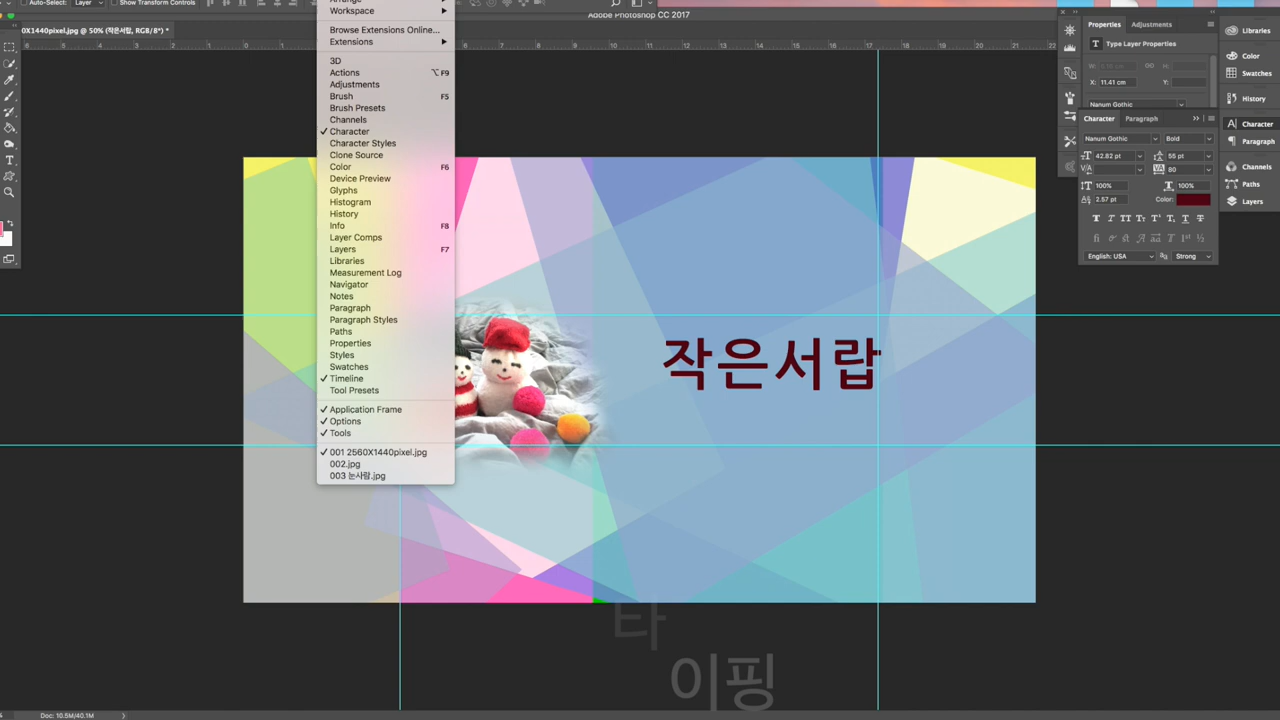 Auto-Select: Layer Show Transform Controls
Adobe Photoshop CC 2017
0X1440pixel.jpg @ 50% (작은서랍, RGB/8*) *
Workspace
Browse Extensions Online...
Extensions
3D
Actions ⌥F9
Adjustments
Brush F5
Brush Presets
Channels
✓ Character
Character Styles
Clone Source
Color F6
Device Preview
Glyphs
Histogram
History
Info F8
Layer Comps
Layers F7
Libraries
Measurement Log
Navigator
Notes
Paragraph
Paragraph Styles
Paths
Properties
Styles
Swatches
✓ Timeline
Tool Presets
✓ Application Frame
✓ Options
✓ Tools
✓ 001 2560X1440pixel.jpg
002.jpg
003 눈사람.jpg
작은서랍
타
이핑
Properties Adjustments
Type Layer Properties
W: H:
X: 11.41 cm Y:
Nanum Gothic
Character Paragraph
Nanum Gothic Bold
42.82 pt 55 pt
80
100% 100%
2.57 pt Color:
English: USA Strong
Libraries
Color
Swatches
History
Character
Paragraph
Channels
Paths
Layers
Doc: 10.5M/40.1M